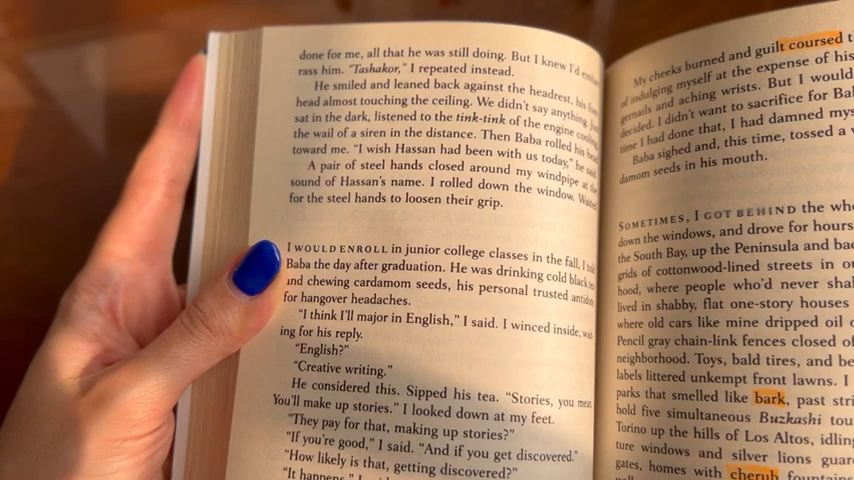 done for me, all that he was still doing. But I knew I'd
rass him. "Tashakor," I repeated instead.
He smiled and leaned back against the headrest, his
head almost touching the ceiling. We didn't say anything.
sat in the dark, listened to the tink-tink of the engine
the wail of a siren in the distance. Then Baba rolled his
toward me. "I wish Hassan had been with us today," he said.
A pair of steel hands closed around my windpipe at the
sound of Hassan's name. I rolled down the window.
for the steel hands to loosen their grip.
I WOULD ENROLL in junior college classes in the fall, I told
Baba the day after graduation. He was drinking cold black tea
and chewing cardamom seeds, his personal trusted antidote
for hangover headaches.
"I think I'll major in English," I said. I winced inside,
ing for his reply.
"English?"
"Creative writing."
He considered this. Sipped his tea. "Stories, you mean.
You'll make up stories." I looked down at my feet.
"They pay for that, making up stories?"
"If you're good," I said. "And if you get discovered."
"How likely is that, getting discovered?"
"It happens,"
My cheeks burned and guilt coursed
of indulging myself at the expense of his
gernails and aching wrists. But I would
decided. I didn't want to sacrifice for
time I had done that, I had damned
Baba sighed and, this time, tossed a
damom seeds in his mouth.
SOMETIMES, I GOT BEHIND the
down the windows, and drove for hours
the South Bay, up the Peninsula and
grids of cottonwood-lined streets in
hood, where people who'd never
lived in shabby, flat one-story houses
where old cars like mine dripped oil
Pencil gray chain-link fences closed
neighborhood. Toys, bald tires, and
labels littered unkempt front lawns. I
parks that smelled like bark, past
hold five simultaneous Buzkashi
Torino up the hills of Los Altos,
ture windows and silver lions
gates, homes with cherub